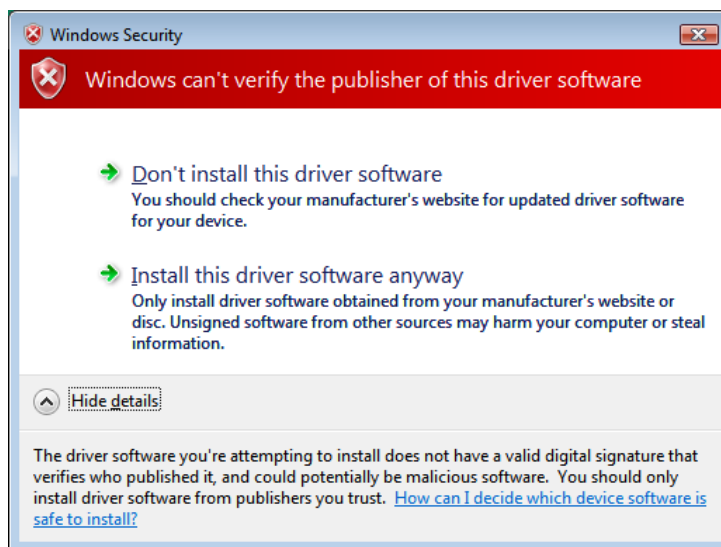 Windows Security
Windows can't verify the publisher of this driver software
Don't install this driver software
You should check your manufacturer's website for updated driver software
for your device.
Install this driver software anyway
Only install driver software obtained from your manufacturer's website or
disc. Unsigned software from other sources may harm your computer or steal
information.
Hide details
The driver software you're attempting to install does not have a valid digital signature that
verifies who published it, and could potentially be malicious software.  You should only
install driver software from publishers you trust.  How can I decide which device software is
safe to install?